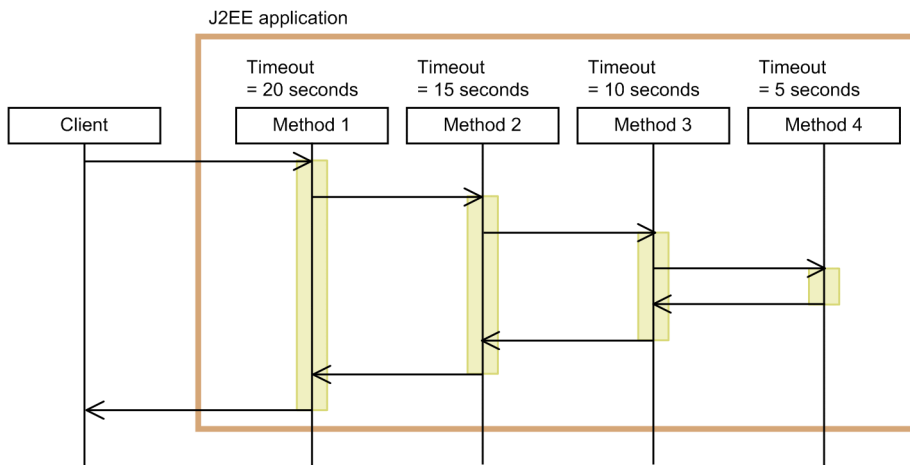 J2EE application
Timeout
= 20 seconds
Timeout
= 15 seconds
Timeout
= 10 seconds
Timeout
= 5 seconds
Client
Method 1
Method 2
Method 3
Method 4